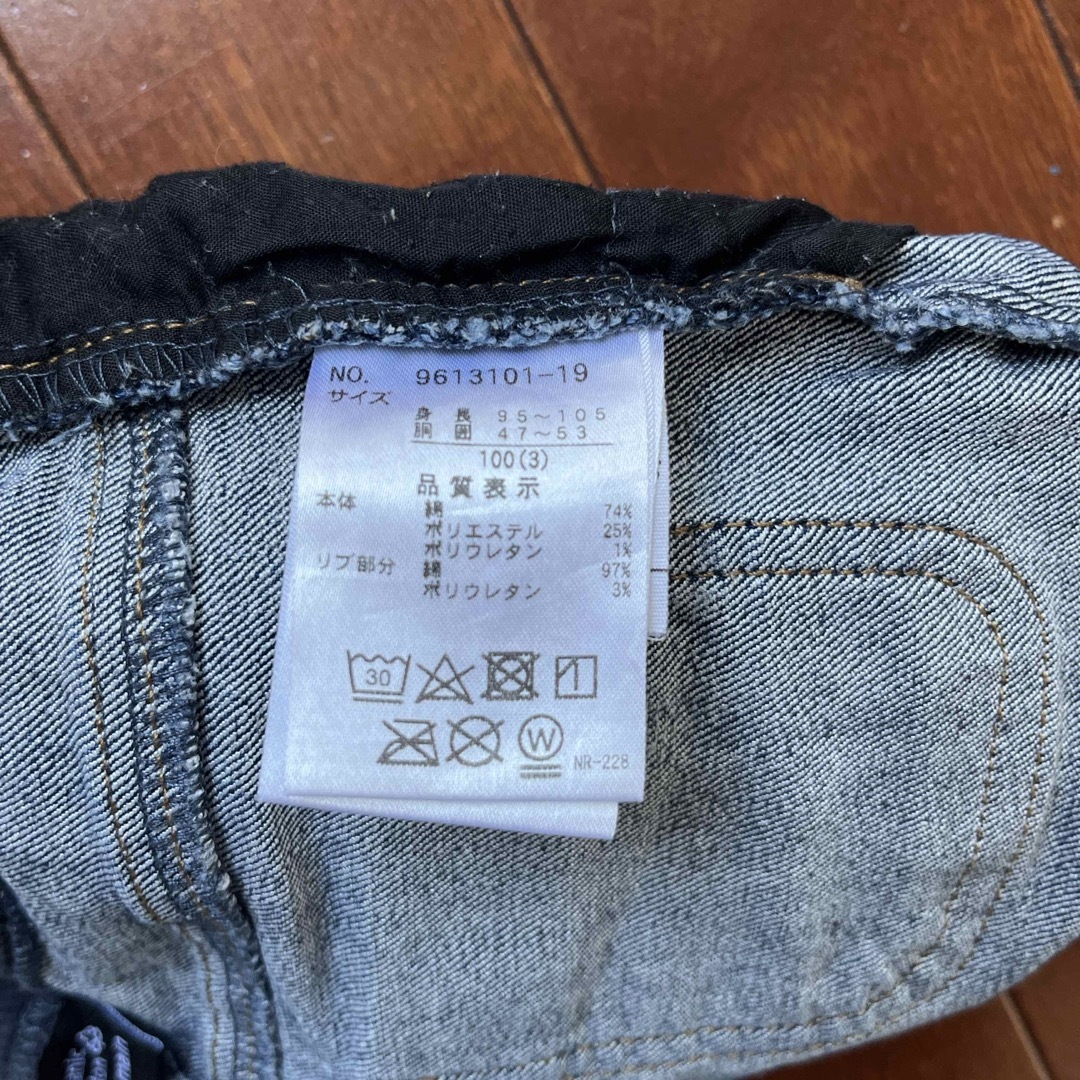 NO. 9613101-19
サイズ
身長 95～105
胴囲 47～53
100(3)
品質表示
本体 綿 74%
ポリエステル 25%
ポリウレタン 1%
リブ部分 綿 97%
ポリウレタン 3%
30
W NR-228